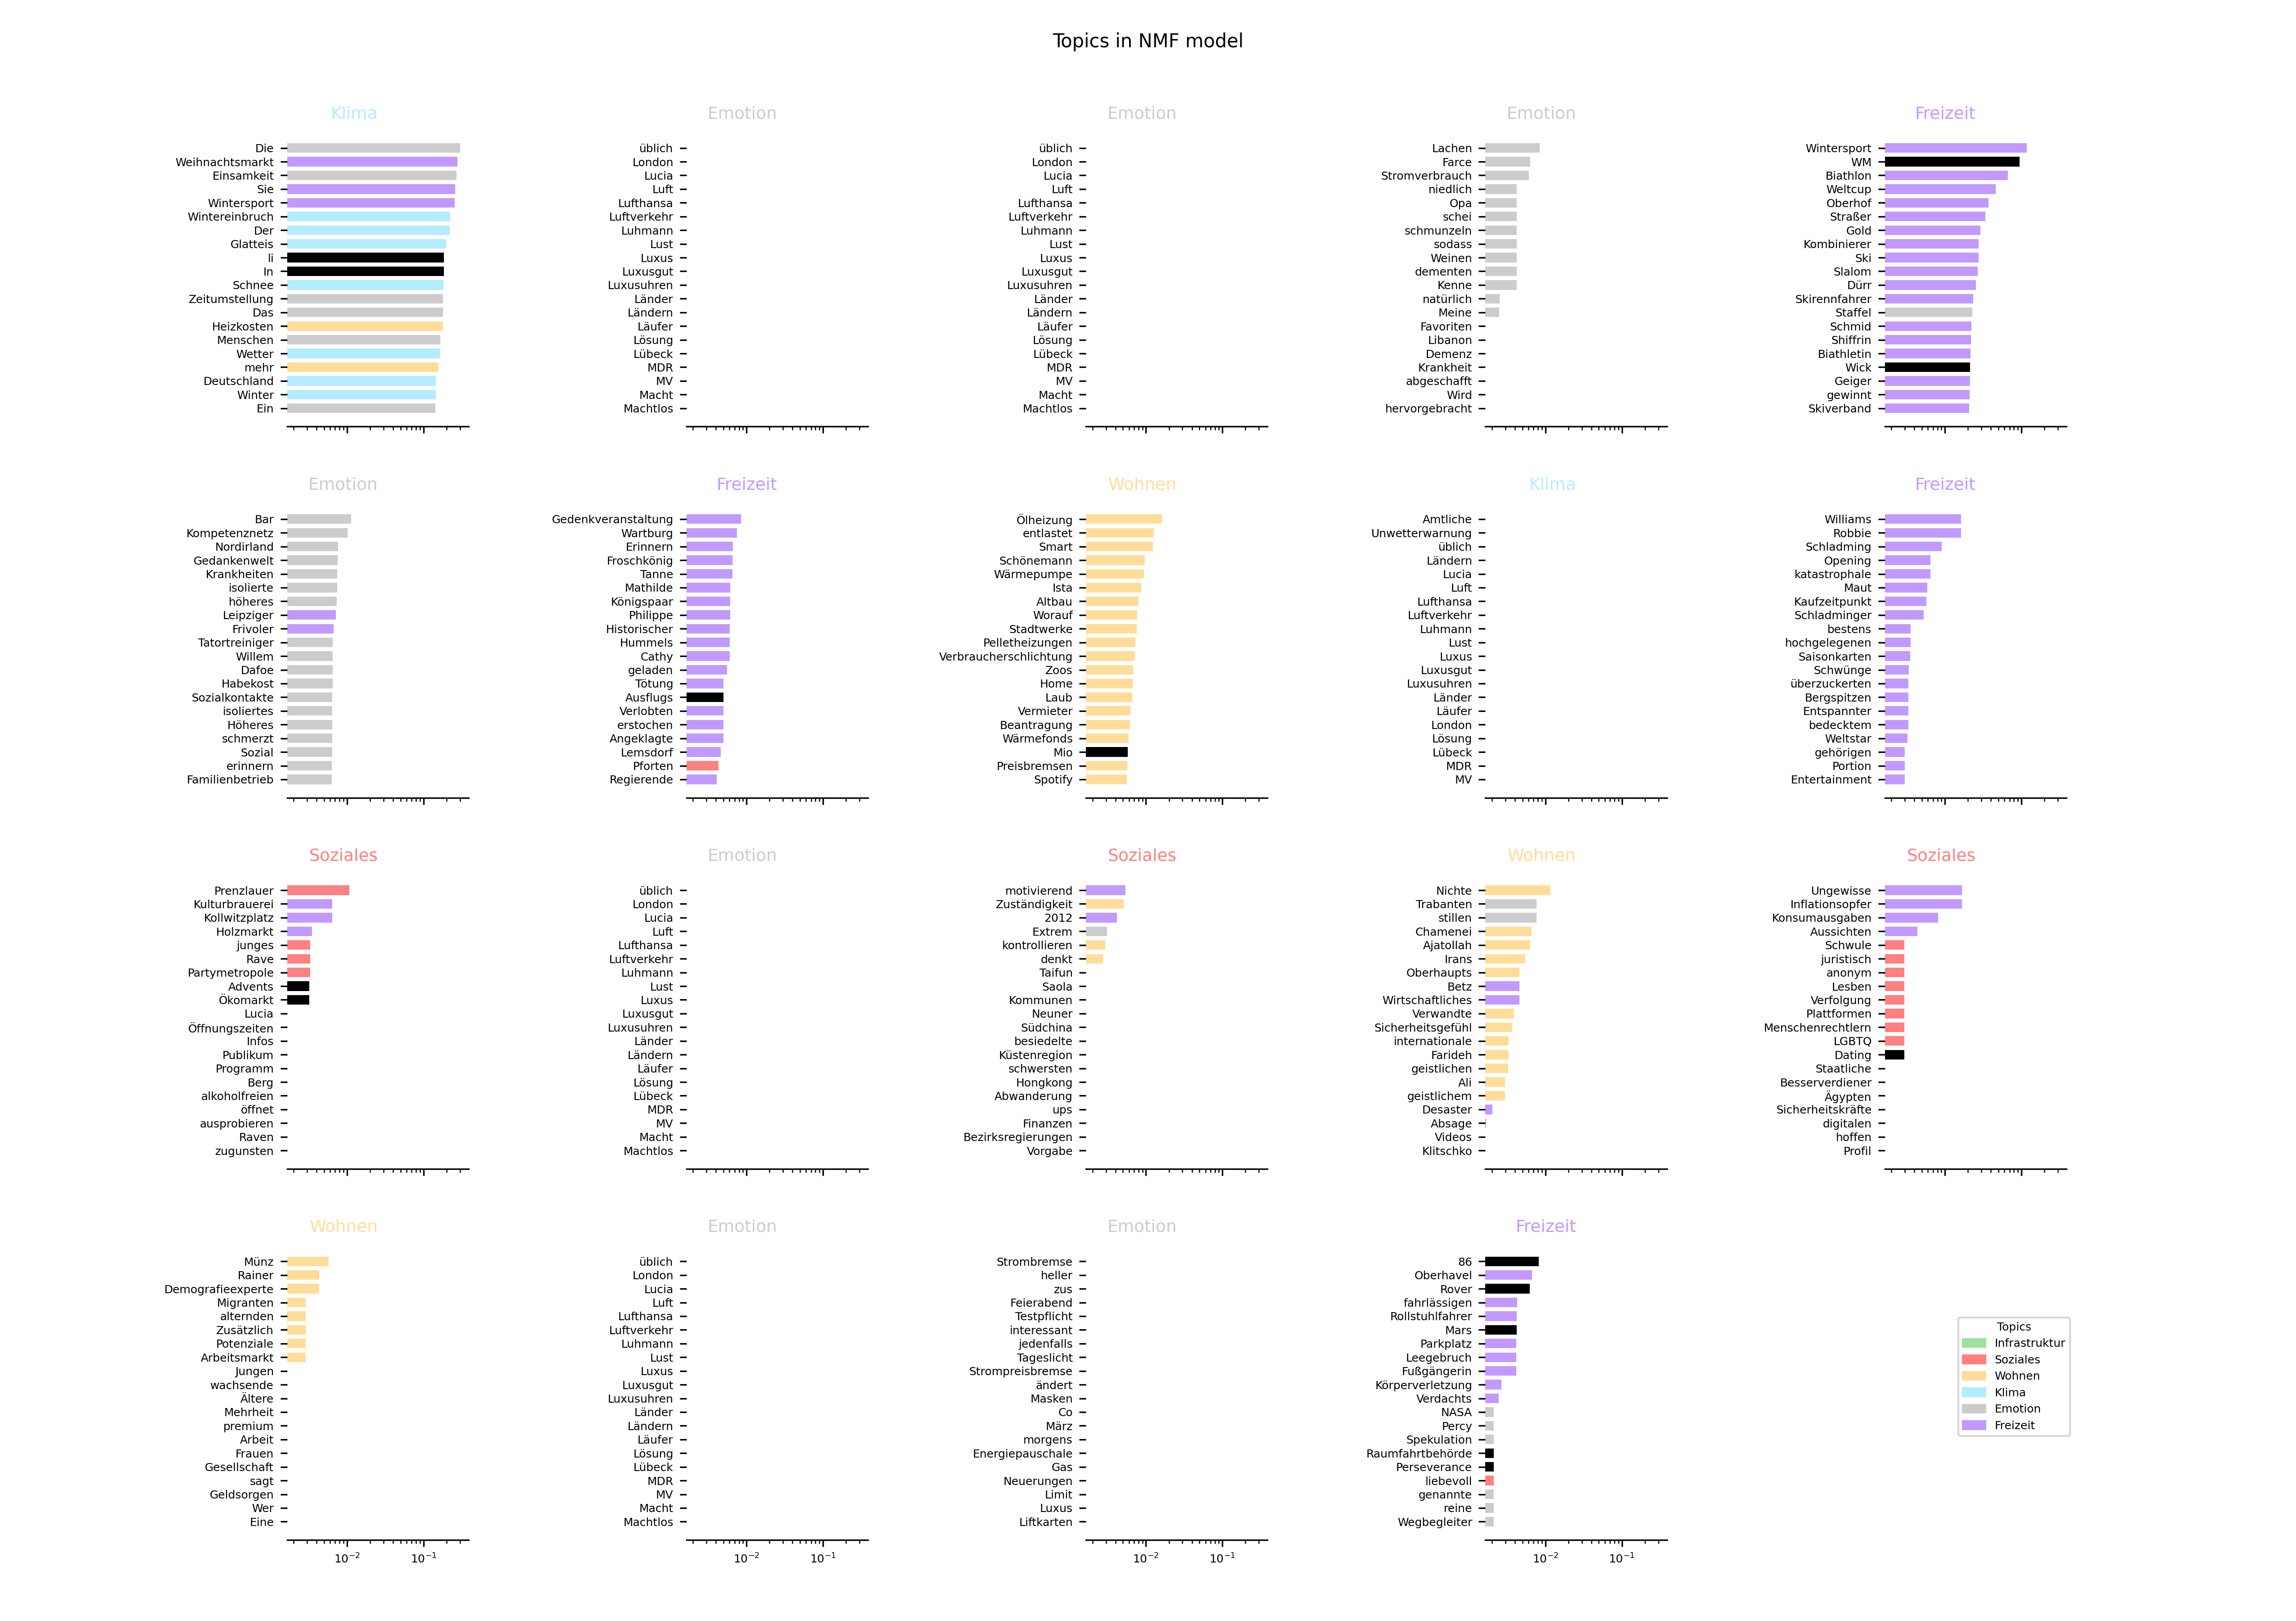 Topics in NMF model
Klima
Die
Weihnachtsmarkt
Einsamkeit
Sie
Wintersport
Wintereinbruch
Der
Glatteis
li
In
Schnee
Zeitumstellung
Das
Heizkosten
Menschen
Wetter
mehr
Deutschland
Winter
Ein
Emotion
üblich
London
Lucia
Luft
Lufthansa
Luftverkehr
Luhmann
Lust
Luxus
Luxusgut
Luxusuhren
Länder
Ländern
Läufer
Lösung
Lübeck
MDR
MV
Macht
Machtlos
Emotion
üblich
London
Lucia
Luft
Lufthansa
Luftverkehr
Luhmann
Lust
Luxus
Luxusgut
Luxusuhren
Länder
Ländern
Läufer
Lösung
Lübeck
MDR
MV
Macht
Machtlos
Emotion
Lachen
Farce
Stromverbrauch
niedlich
Opa
schei
schmunzeln
sodass
Weinen
dementen
Kenne
natürlich
Meine
Favoriten
Libanon
Demenz
Krankheit
abgeschafft
Wird
hervorgebracht
Freizeit
Wintersport
WM
Biathlon
Weltcup
Oberhof
Straßer
Gold
Kombinierer
Ski
Slalom
Dürr
Skirennfahrer
Staffel
Schmid
Shiffrin
Biathletin
Wick
Geiger
gewinnt
Skiverband
Emotion
Bar
Kompetenznetz
Nordirland
Gedankenwelt
Krankheiten
isolierte
höheres
Leipziger
Frivoler
Tatortreiniger
Willem
Dafoe
Habekost
Sozialkontakte
isoliertes
Höheres
schmerzt
Sozial
erinnern
Familienbetrieb
Freizeit
Gedenkveranstaltung
Wartburg
Erinnern
Froschkönig
Tanne
Mathilde
Königspaar
Philippe
Historischer
Hummels
Cathy
geladen
Tötung
Ausflugs
Verlobten
erstochen
Angeklagte
Lemsdorf
Pforten
Regierende
Wohnen
Ölheizung
entlastet
Smart
Schönemann
Wärmepumpe
Ista
Altbau
Worauf
Stadtwerke
Pelletheizungen
Verbraucherschlichtung
Zoos
Home
Laub
Vermieter
Beantragung
Wärmefonds
Mio
Preisbremsen
Spotify
Klima
Amtliche
Unwetterwarnung
üblich
Ländern
Lucia
Luft
Lufthansa
Luftverkehr
Luhmann
Lust
Luxus
Luxusgut
Luxusuhren
Länder
Läufer
London
Lösung
Lübeck
MDR
MV
Freizeit
Williams
Robbie
Schladming
Opening
katastrophale
Maut
Kaufzeitpunkt
Schladminger
bestens
hochgelegenen
Saisonkarten
Schwünge
überzuckerten
Bergspitzen
Entspannter
bedecktem
Weltstar
gehörigen
Portion
Entertainment
Soziales
Prenzlauer
Kulturbrauerei
Kollwitzplatz
Holzmarkt
junges
Rave
Partymetropole
Advents
Ökomarkt
Lucia
Öffnungszeiten
Infos
Publikum
Programm
Berg
alkoholfreien
öffnet
ausprobieren
Raven
zugunsten
Emotion
üblich
London
Lucia
Luft
Lufthansa
Luftverkehr
Luhmann
Lust
Luxus
Luxusgut
Luxusuhren
Länder
Ländern
Läufer
Lösung
Lübeck
MDR
MV
Macht
Machtlos
Soziales
motivierend
Zuständigkeit
2012
Extrem
kontrollieren
denkt
Taifun
Saola
Kommunen
Neuner
Südchina
besiedelte
Küstenregion
schwersten
Hongkong
Abwanderung
ups
Finanzen
Bezirksregierungen
Vorgabe
Wohnen
Nichte
Trabanten
stillen
Chamenei
Ajatollah
Irans
Oberhaupts
Betz
Wirtschaftliches
Verwandte
Sicherheitsgefühl
internationale
Farideh
geistlichen
Ali
geistlichem
Desaster
Absage
Videos
Klitschko
Soziales
Ungewisse
Inflationsopfer
Konsumausgaben
Aussichten
Schwule
juristisch
anonym
Lesben
Verfolgung
Plattformen
Menschenrechtlern
LGBTQ
Dating
Staatliche
Besserverdiener
Ägypten
Sicherheitskräfte
digitalen
hoffen
Profil
Wohnen
Münz
Rainer
Demografieexperte
Migranten
alternden
Zusätzlich
Potenziale
Arbeitsmarkt
Jungen
wachsende
Ältere
Mehrheit
premium
Arbeit
Frauen
Gesellschaft
sagt
Geldsorgen
Wer
Eine
10⁻² 10⁻¹
Emotion
üblich
London
Lucia
Luft
Lufthansa
Luftverkehr
Luhmann
Lust
Luxus
Luxusgut
Luxusuhren
Länder
Ländern
Läufer
Lösung
Lübeck
MDR
MV
Macht
Machtlos
10⁻² 10⁻¹
Emotion
Strombremse
heller
zus
Feierabend
Testpflicht
interessant
jedenfalls
Tageslicht
Strompreisbremse
ändert
Masken
Co
März
morgens
Energiepauschale
Gas
Neuerungen
Limit
Luxus
Liftkarten
10⁻² 10⁻¹
Freizeit
86
Oberhavel
Rover
fahrlässigen
Rollstuhlfahrer
Mars
Parkplatz
Leegebruch
Fußgängerin
Körperverletzung
Verdachts
NASA
Percy
Spekulation
Raumfahrtbehörde
Perseverance
liebevoll
genannte
reine
Wegbegleiter
10⁻² 10⁻¹
Topics
Infrastruktur
Soziales
Wohnen
Klima
Emotion
Freizeit